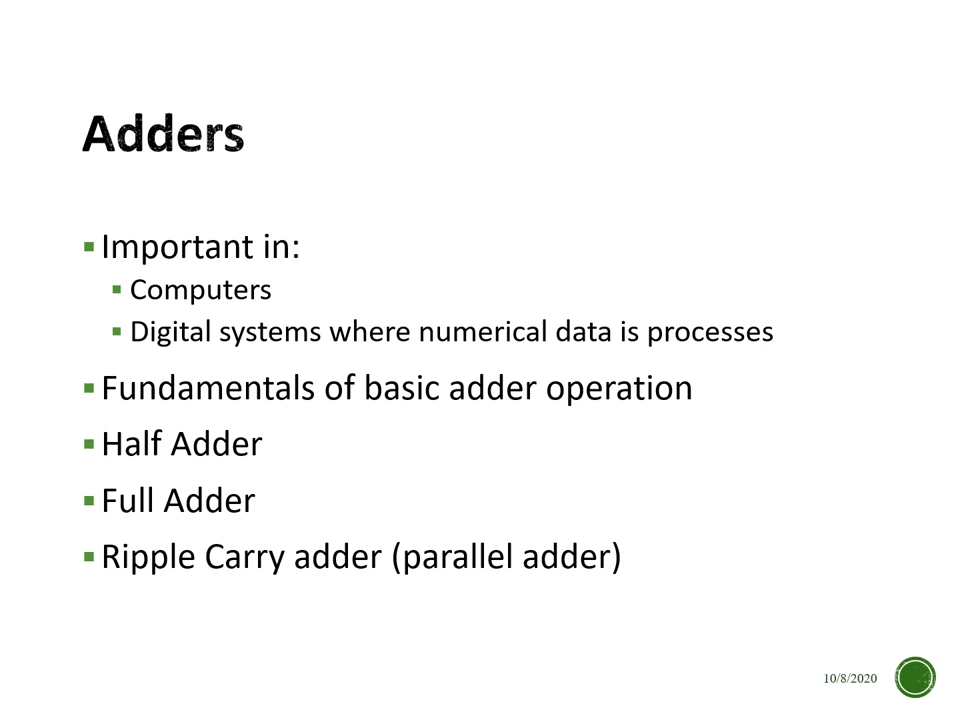 Adders
▪ Important in:
▪ Computers
▪ Digital systems where numerical data is processes
▪ Fundamentals of basic adder operation
▪ Half Adder
▪ Full Adder
▪ Ripple Carry adder (parallel adder)
10/8/2020